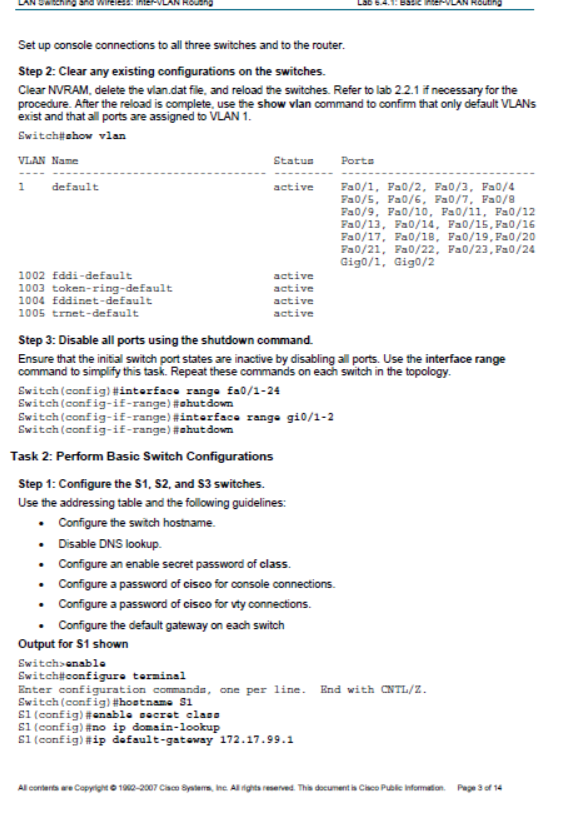 LAN Switching and Wireless: Inter-VLAN Routing Lab 6.4.1: Basic Inter-VLAN Routing
Set up console connections to all three switches and to the router.
Step 2: Clear any existing configurations on the switches.
Clear NVRAM, delete the vlan.dat file, and reload the switches. Refer to lab 2.2.1 if necessary for the
procedure. After the reload is complete, use the show vlan command to confirm that only default VLANs
exist and that all ports are assigned to VLAN 1.
Switch#show vlan
VLAN Name Status Ports
---- -------------------------------- --------- -------------------------------
1 default active Fa0/1, Fa0/2, Fa0/3, Fa0/4
Fa0/5, Fa0/6, Fa0/7, Fa0/8
Fa0/9, Fa0/10, Fa0/11, Fa0/12
Fa0/13, Fa0/14, Fa0/15,Fa0/16
Fa0/17, Fa0/18, Fa0/19,Fa0/20
Fa0/21, Fa0/22, Fa0/23,Fa0/24
Gig0/1, Gig0/2
1002 fddi-default active
1003 token-ring-default active
1004 fddinet-default active
1005 trnet-default active
Step 3: Disable all ports using the shutdown command.
Ensure that the initial switch port states are inactive by disabling all ports. Use the interface range
command to simplify this task. Repeat these commands on each switch in the topology.
Switch(config)#interface range fa0/1-24
Switch(config-if-range)#shutdown
Switch(config-if-range)#interface range gi0/1-2
Switch(config-if-range)#shutdown
Task 2: Perform Basic Switch Configurations
Step 1: Configure the S1, S2, and S3 switches.
Use the addressing table and the following guidelines:
• Configure the switch hostname.
• Disable DNS lookup.
• Configure an enable secret password of class.
• Configure a password of cisco for console connections.
• Configure a password of cisco for vty connections.
• Configure the default gateway on each switch
Output for S1 shown
Switch>enable
Switch#configure terminal
Enter configuration commands, one per line. End with CNTL/Z.
Switch(config)#hostname S1
S1(config)#enable secret class
S1(config)#no ip domain-lookup
S1(config)#ip default-gateway 172.17.99.1
All contents are Copyright © 1992–2007 Cisco Systems, Inc. All rights reserved. This document is Cisco Public Information. Page 3 of 14